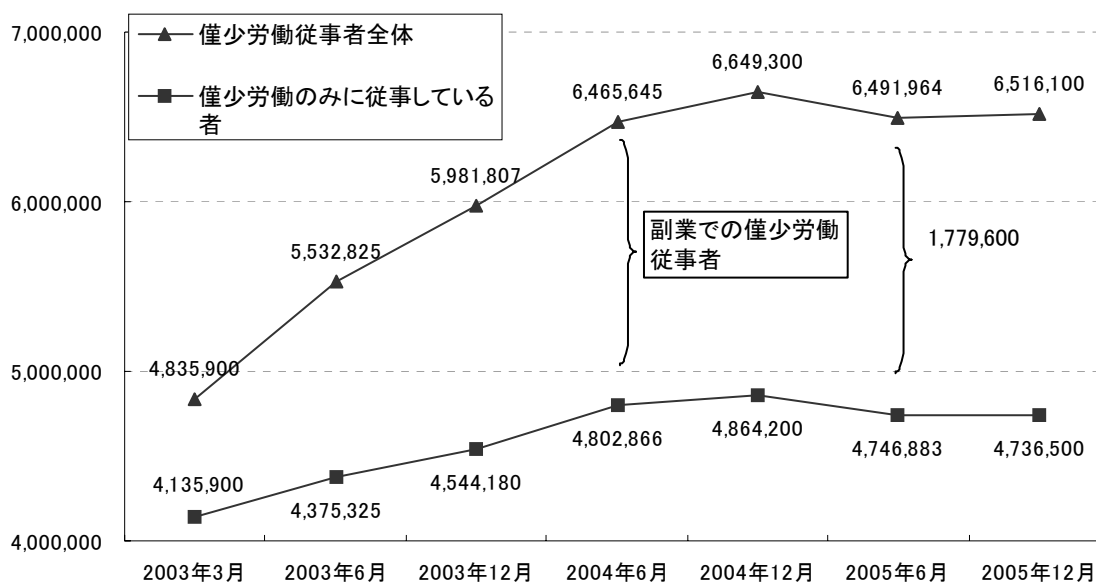 7,000,000
6,000,000
5,000,000
4,000,000
僅少労働従事者全体
僅少労働のみに従事している
者
4,835,900
5,532,825
5,981,807
6,465,645
6,649,300
6,491,964
6,516,100
副業での僅少労働
従事者
1,779,600
4,135,900
4,375,325
4,544,180
4,802,866
4,864,200
4,746,883
4,736,500
2003年3月
2003年6月
2003年12月
2004年6月
2004年12月
2005年6月
2005年12月